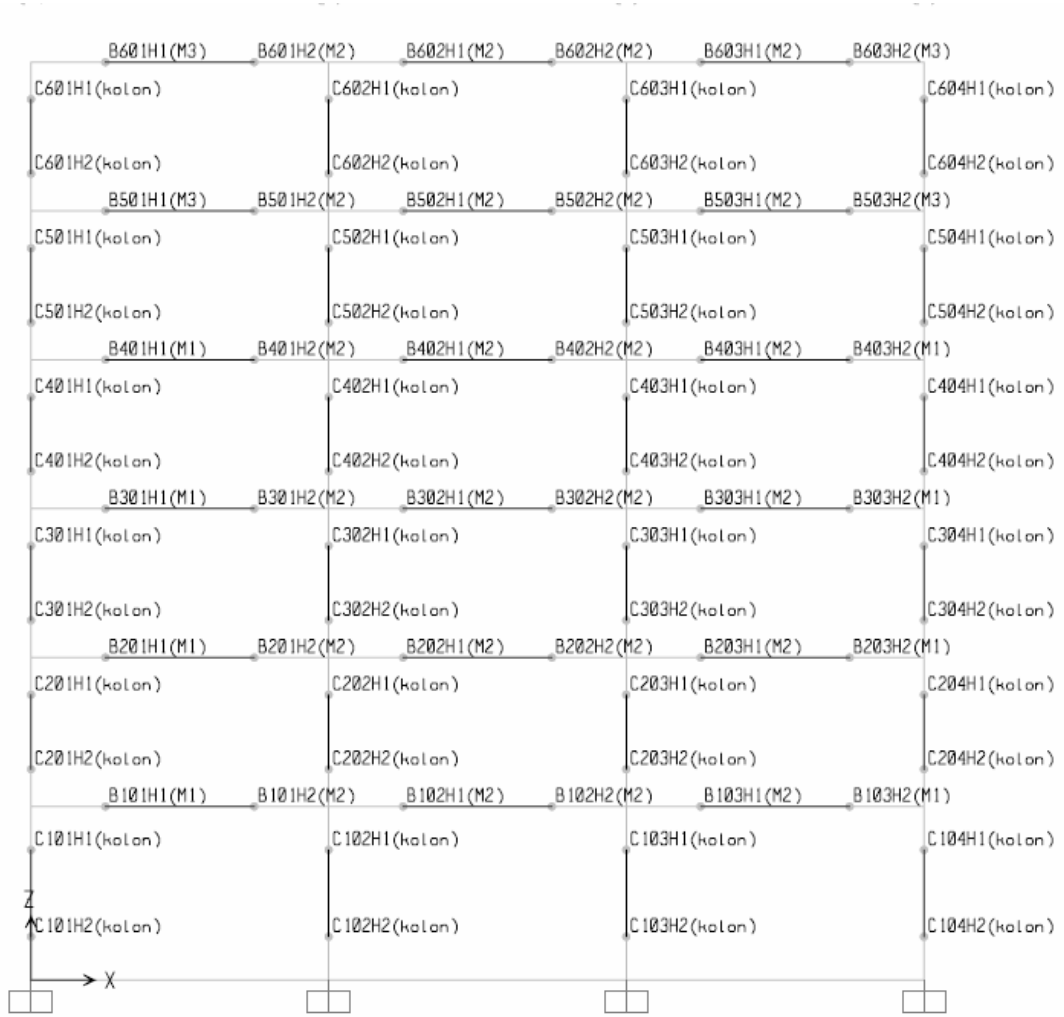 B601H1(M3) B601H2(M2) B602H1(M2) B602H2(M2) B603H1(M2) B603H2(M3)
C601H1(kolon) C602H1(kolon) C603H1(kolon) C604H1(kolon)
C601H2(kolon) C602H2(kolon) C603H2(kolon) C604H2(kolon)
B501H1(M3) B501H2(M2) B502H1(M2) B502H2(M2) B503H1(M2) B503H2(M3)
C501H1(kolon) C502H1(kolon) C503H1(kolon) C504H1(kolon)
C501H2(kolon) C502H2(kolon) C503H2(kolon) C504H2(kolon)
B401H1(M1) B401H2(M2) B402H1(M2) B402H2(M2) B403H1(M2) B403H2(M1)
C401H1(kolon) C402H1(kolon) C403H1(kolon) C404H1(kolon)
C401H2(kolon) C402H2(kolon) C403H2(kolon) C404H2(kolon)
B301H1(M1) B301H2(M2) B302H1(M2) B302H2(M2) B303H1(M2) B303H2(M1)
C301H1(kolon) C302H1(kolon) C303H1(kolon) C304H1(kolon)
C301H2(kolon) C302H2(kolon) C303H2(kolon) C304H2(kolon)
B201H1(M1) B201H2(M2) B202H1(M2) B202H2(M2) B203H1(M2) B203H2(M1)
C201H1(kolon) C202H1(kolon) C203H1(kolon) C204H1(kolon)
C201H2(kolon) C202H2(kolon) C203H2(kolon) C204H2(kolon)
B101H1(M1) B101H2(M2) B102H1(M2) B102H2(M2) B103H1(M2) B103H2(M1)
C101H1(kolon) C102H1(kolon) C103H1(kolon) C104H1(kolon)
Z
C101H2(kolon) C102H2(kolon) C103H2(kolon) C104H2(kolon)
X